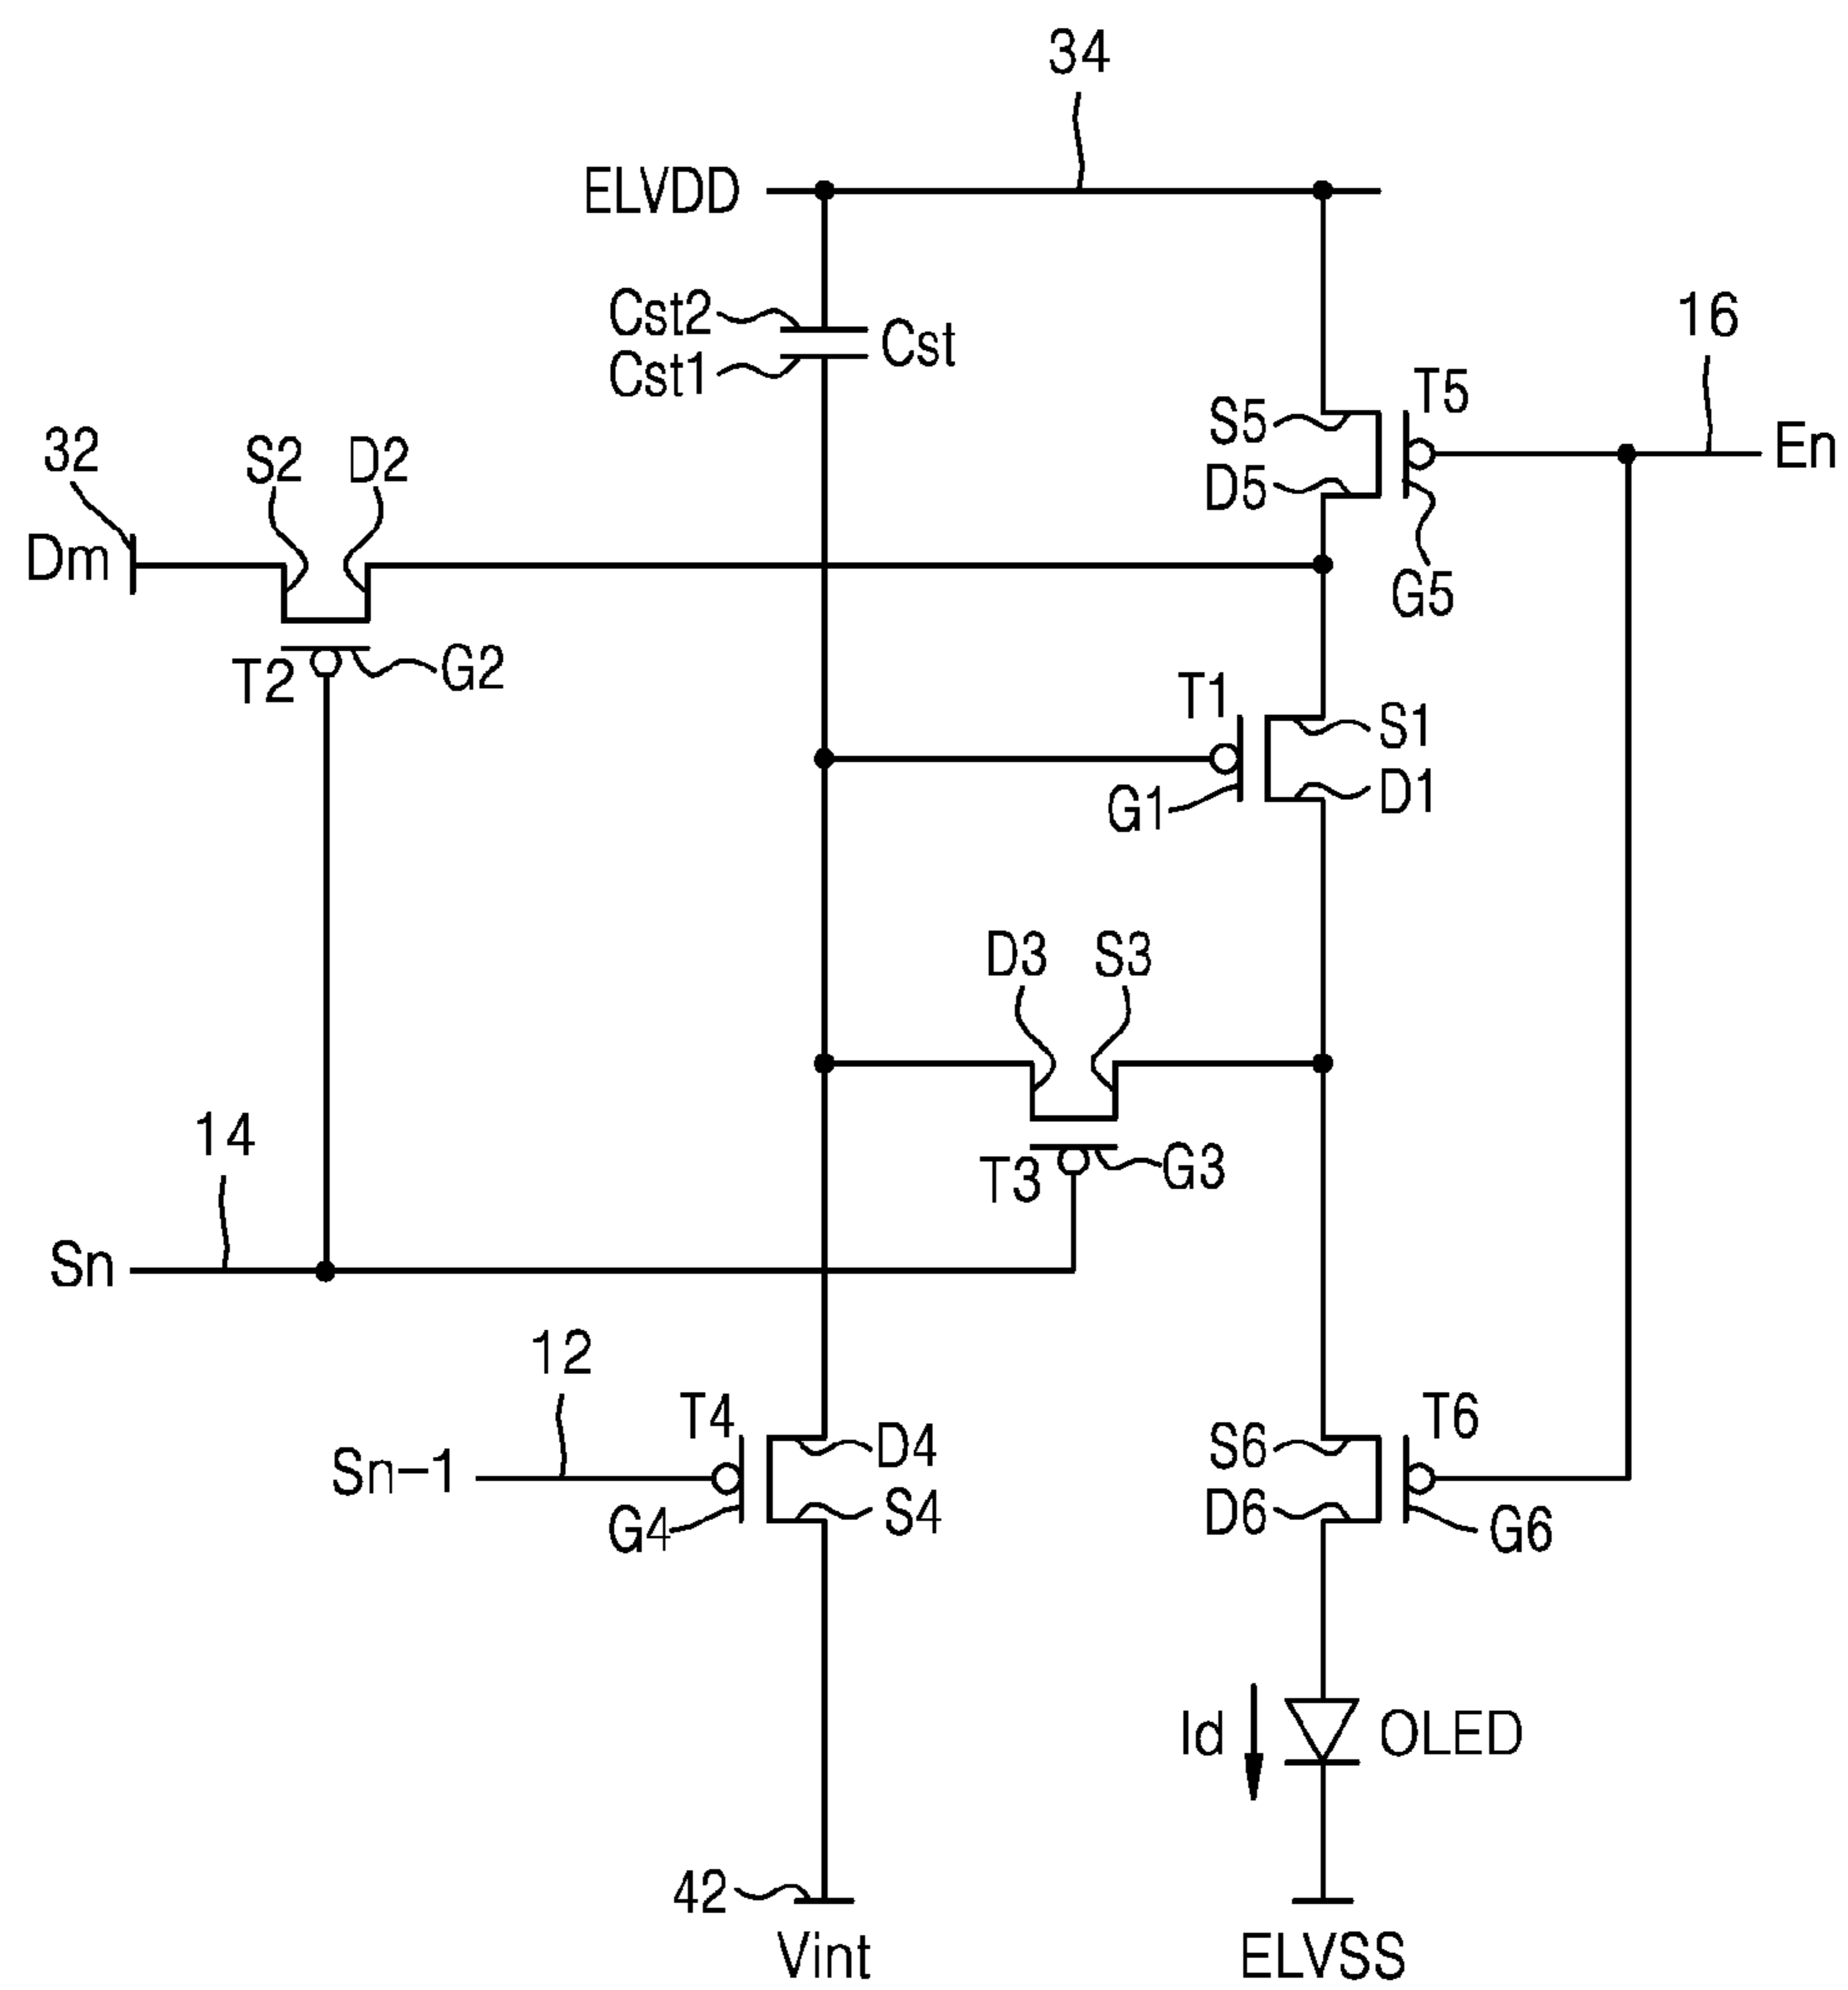 34
ELVDD
Cst2
Cst
Cst1
16
T5
S5
En
D5
G5
32
S2
D2
Dm
T2
G2
T1
S1
G1
D1
D3
S3
14
T3
G3
Sn
12
T4
D4
Sn-1
G4
S4
S6
T6
D6
G6
Id
OLED
42
Vint
ELVSS